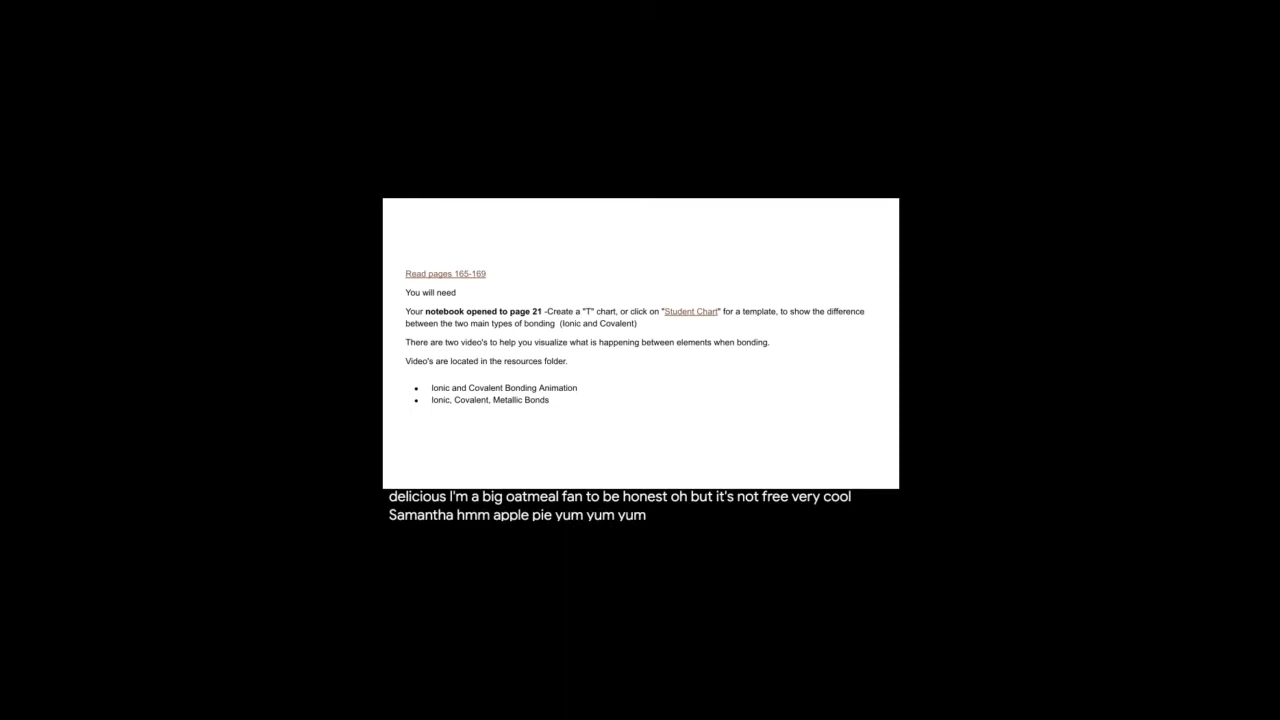 Read pages 165-169
You will need
Your notebook opened to page 21 -Create a "T" chart, or click on "Student Chart" for a template, to show the difference
between the two main types of bonding (Ionic and Covalent)
There are two video's to help you visualize what is happening between elements when bonding.
Video's are located in the resources folder.
• Ionic and Covalent Bonding Animation
• Ionic, Covalent, Metallic Bonds
delicious I'm a big oatmeal fan to be honest oh but it's not free very cool
Samantha hmm apple pie yum yum yum